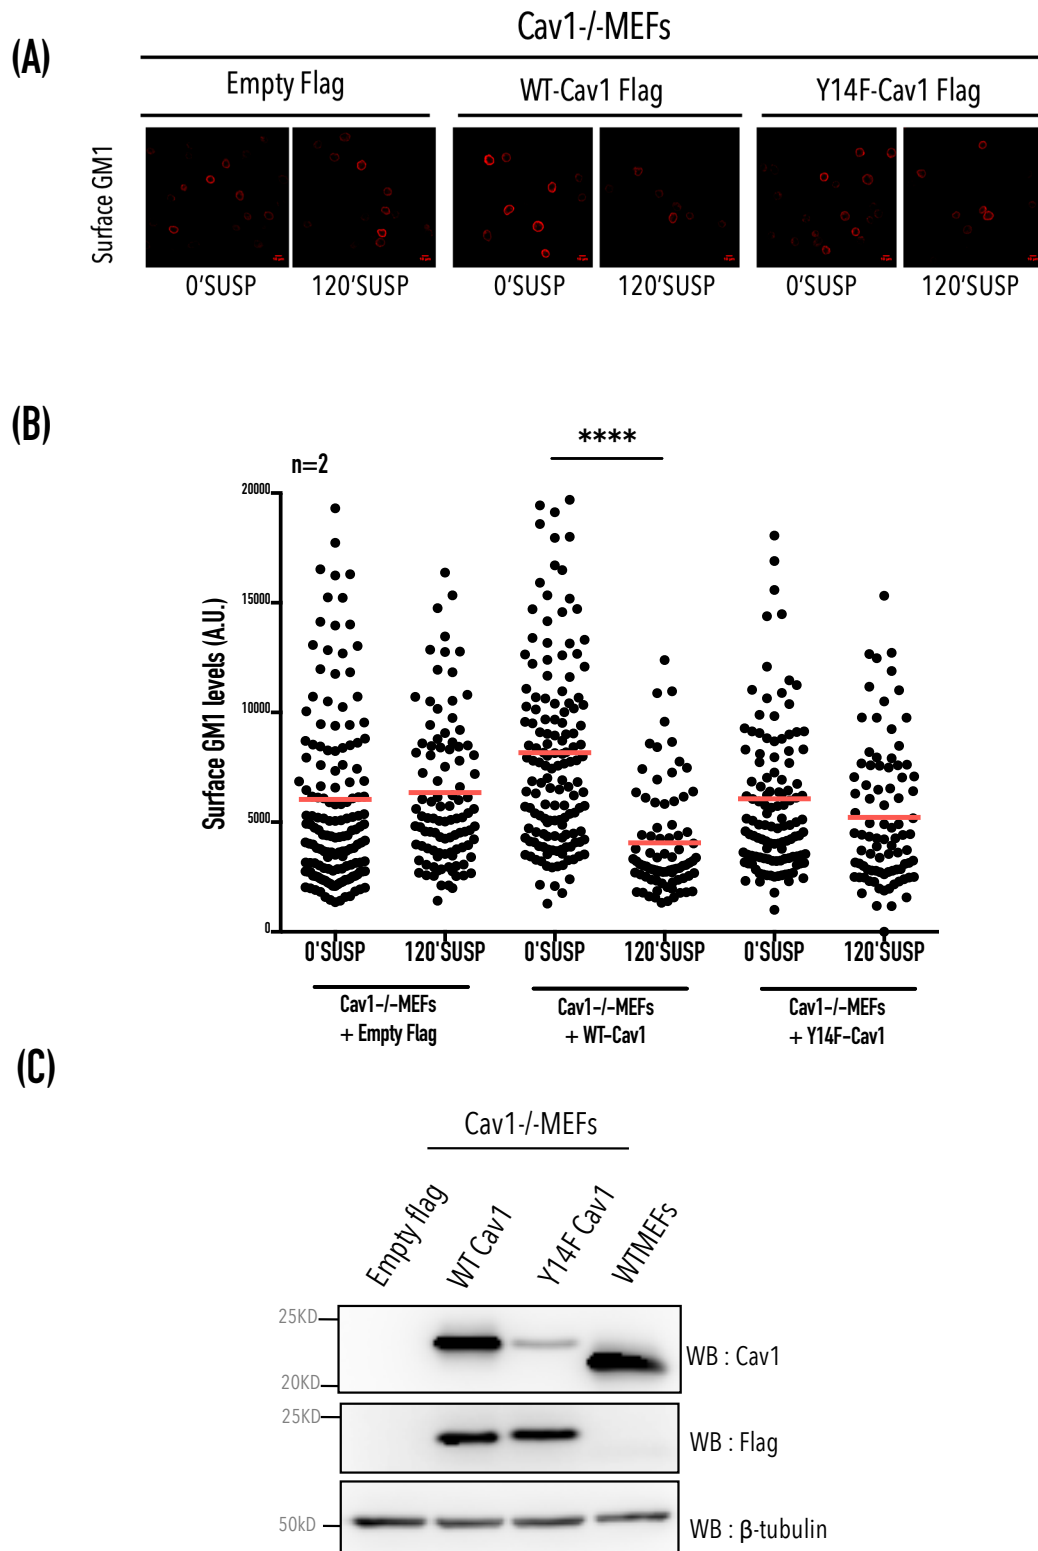 (A)
Cav1-/-MEFs
Empty Flag
WT-Cav1 Flag
Y14F-Cav1 Flag
Surface GM1
0'SUSP
120'SUSP
0'SUSP
120'SUSP
0'SUSP
120'SUSP
(B)
****
n=2
20000
15000
10000
5000
0
Surface GM1 levels (A.U.)
0'SUSP
120'SUSP
0'SUSP
120'SUSP
0'SUSP
120'SUSP
Cav1-/-MEFs
+ Empty Flag
Cav1-/-MEFs
+ WT-Cav1
Cav1-/-MEFs
+ Y14F-Cav1
(C)
Cav1-/-MEFs
Empty flag
WT Cav1
Y14F Cav1
WTMEFs
25KD
20KD
WB : Cav1
25KD
WB : Flag
50kD
WB : β-tubulin